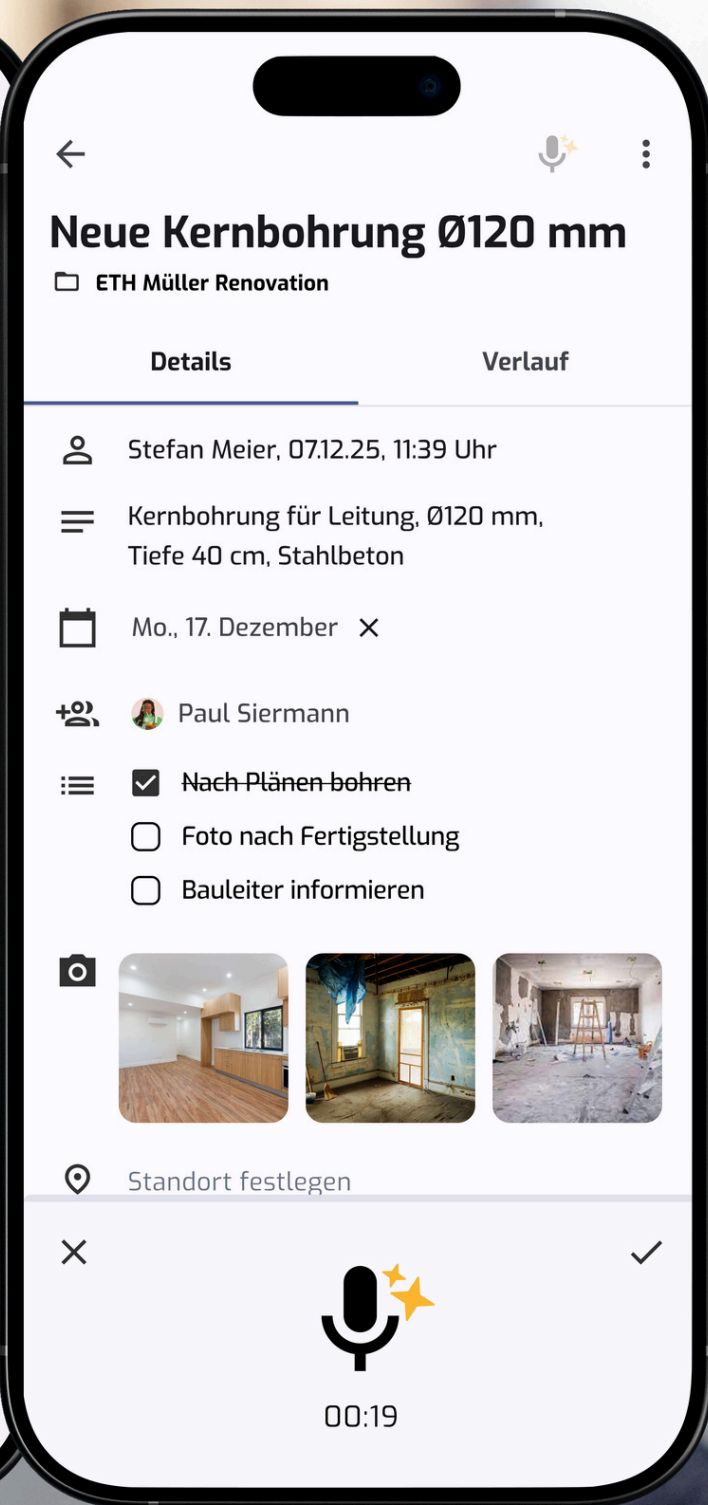 Neue Kernbohrung Ø120 mm
ETH Müller Renovation
Details Verlauf
Stefan Meier, 07.12.25, 11:39 Uhr
Kernbohrung für Leitung, Ø120 mm,
Tiefe 40 cm, Stahlbeton
Mo., 17. Dezember
Paul Siermann
Nach Plänen bohren
Foto nach Fertigstellung
Bauleiter informieren
Standort festlegen
00:19